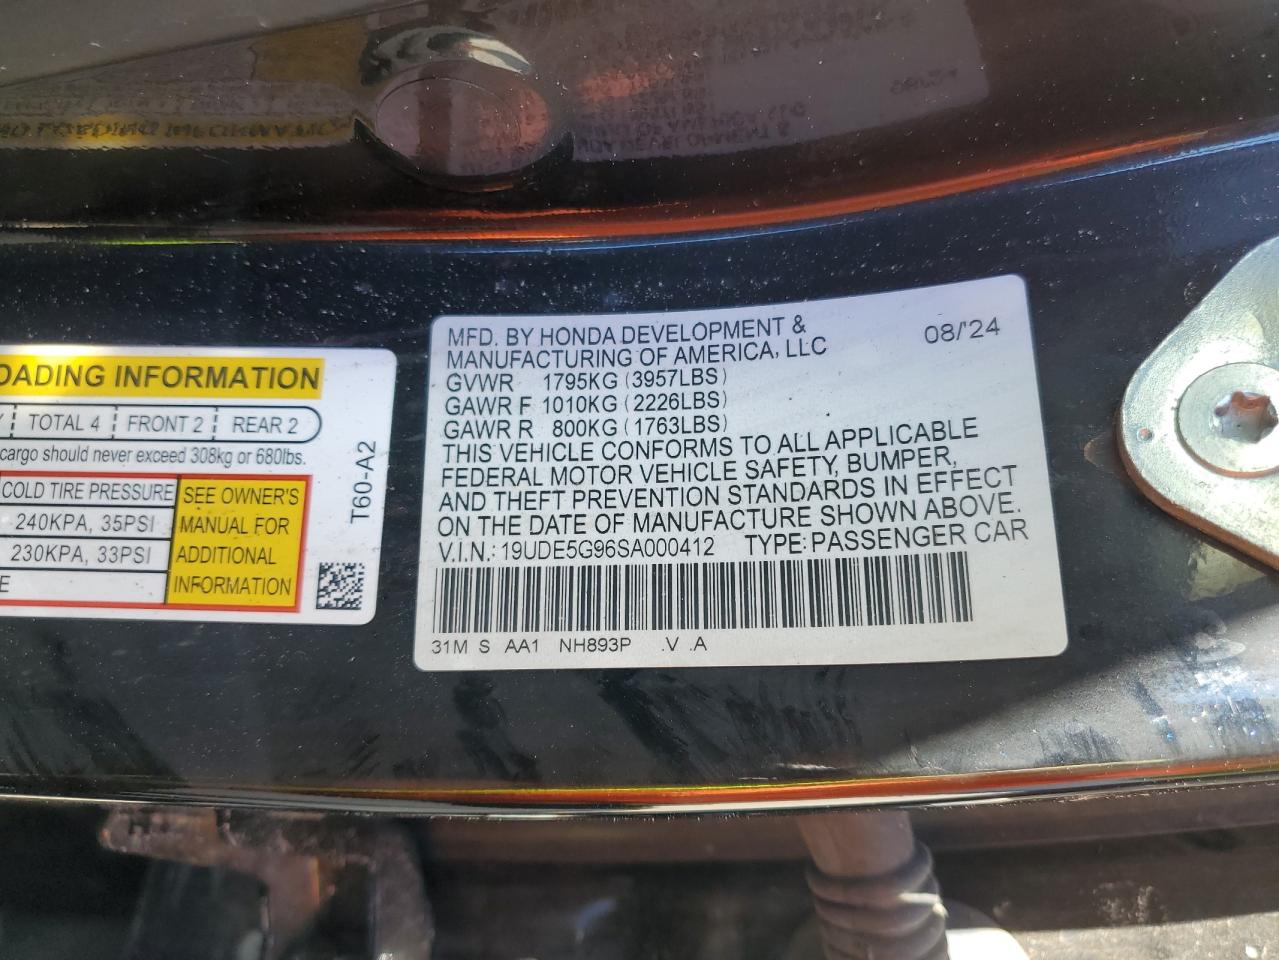 OADING INFORMATION
Y TOTAL 4 FRONT 2 REAR 2
cargo should never exceed 308kg or 680lbs.
COLD TIRE PRESSURE
240KPA, 35PSI
230KPA, 33PSI
E
SEE OWNER'S
MANUAL FOR
ADDITIONAL
INFORMATION
T60-A2
MFD. BY HONDA DEVELOPMENT &
MANUFACTURING OF AMERICA, LLC
08/'24
GVWR 1795KG (3957LBS)
GAWR F 1010KG (2226LBS)
GAWR R 800KG (1763LBS)
THIS VEHICLE CONFORMS TO ALL APPLICABLE
FEDERAL MOTOR VEHICLE SAFETY, BUMPER,
AND THEFT PREVENTION STANDARDS IN EFFECT
ON THE DATE OF MANUFACTURE SHOWN ABOVE.
V.I.N.: 19UDE5G96SA000412 TYPE:PASSENGER CAR
31M S AA1 NH893P .V .A